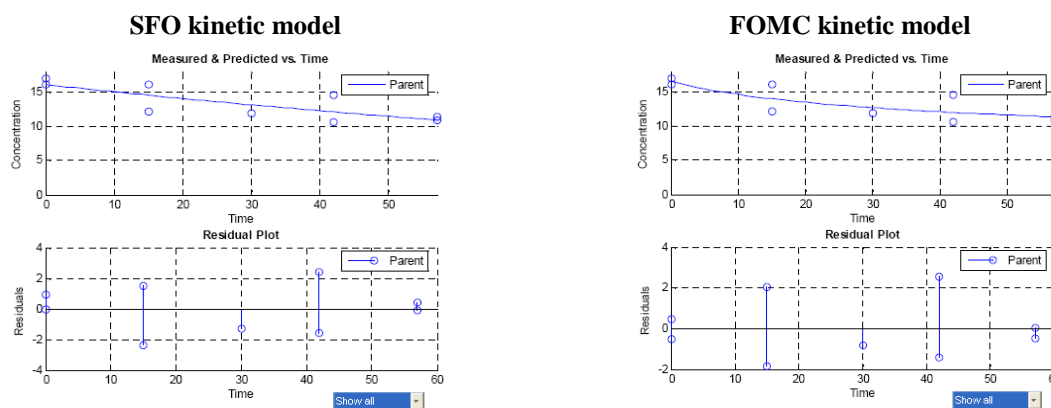 SFO kinetic model
Measured & Predicted vs. Time
Parent
Concentration
15
10
5
0
0 10 20 30 40 50
Time
Residual Plot
Parent
Residuals
4
2
0
-2
-4
0 10 20 30 40 50 60
Time
Show all
FOMC kinetic model
Measured & Predicted vs. Time
Parent
Concentration
15
10
5
0
0 10 20 30 40 50
Time
Residual Plot
Parent
Residuals
4
2
0
-2
0 10 20 30 40 50
Time
Show all